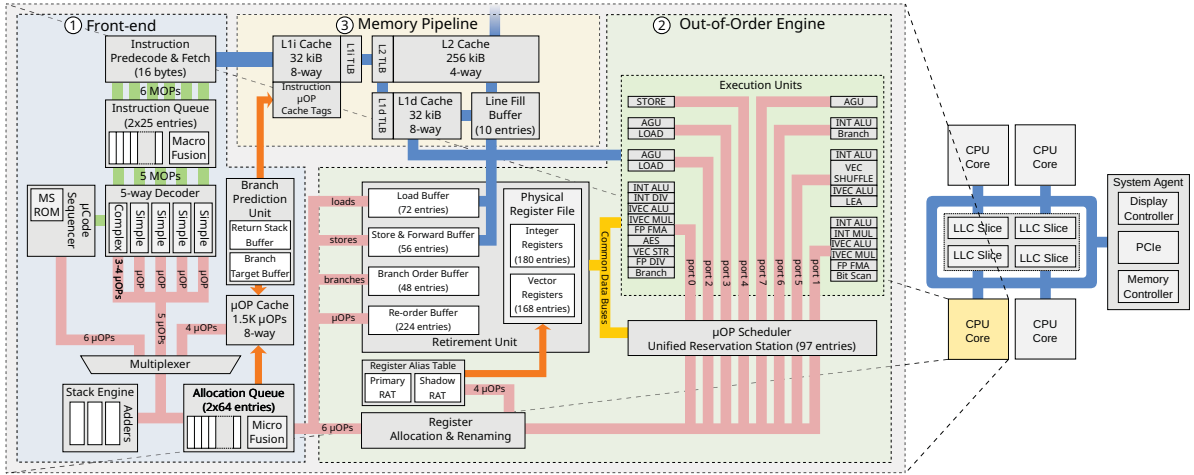 ① Front-end
③ Memory Pipeline
② Out-of-Order Engine
Instruction
Predecode & Fetch
(16 bytes)
6 MOPs
Instruction Queue
(2x25 entries)
Macro
Fusion
5 MOPs
5-way Decoder
Complex
Simple
Simple
Simple
Simple
MS
ROM
µCode
Sequencer
3-4 µOPs
µOP
µOP
µOP
µOP
6 µOPs
5 µOPs
4 µOPs
Multiplexer
Stack Engine
Adders
Allocation Queue
(2x64 entries)
Micro
Fusion
Branch
Prediction
Unit
Return Stack
Buffer
Branch
Target Buffer
µOP Cache
1.5K µOPs
8-way
L1i Cache
32 kiB
8-way
L1i TLB
Instruction
µOP
Cache Tags
L2 TLB
L2 Cache
256 kiB
4-way
L1d TLB
L1d Cache
32 kiB
8-way
Line Fill
Buffer
(10 entries)
loads
stores
branches
µOPs
Load Buffer
(72 entries)
Store & Forward Buffer
(56 entries)
Branch Order Buffer
(48 entries)
Re-order Buffer
(224 entries)
Physical
Register File
Integer
Registers
(180 entries)
Vector
Registers
(168 entries)
Retirement Unit
Register Alias Table
Primary
RAT
Shadow
RAT
4 µOPs
6 µOPs
Register
Allocation & Renaming
Common Data Buses
Execution Units
STORE
AGU
LOAD
AGU
LOAD
INT ALU
INT DIV
IVEC ALU
IVEC MUL
FP FMA
AES
VEC STR
FP DIV
Branch
AGU
INT ALU
Branch
INT ALU
VEC
SHUFFLE
IVEC ALU
LEA
INT ALU
INT MUL
IVEC ALU
IVEC MUL
FP FMA
Bit Scan
port 0
port 2
port 3
port 4
port 7
port 6
port 5
port 1
µOP Scheduler
Unified Reservation Station (97 entries)
CPU
Core
CPU
Core
LLC Slice
LLC Slice
LLC Slice
LLC Slice
CPU
Core
CPU
Core
System Agent
Display
Controller
PCIe
Memory
Controller